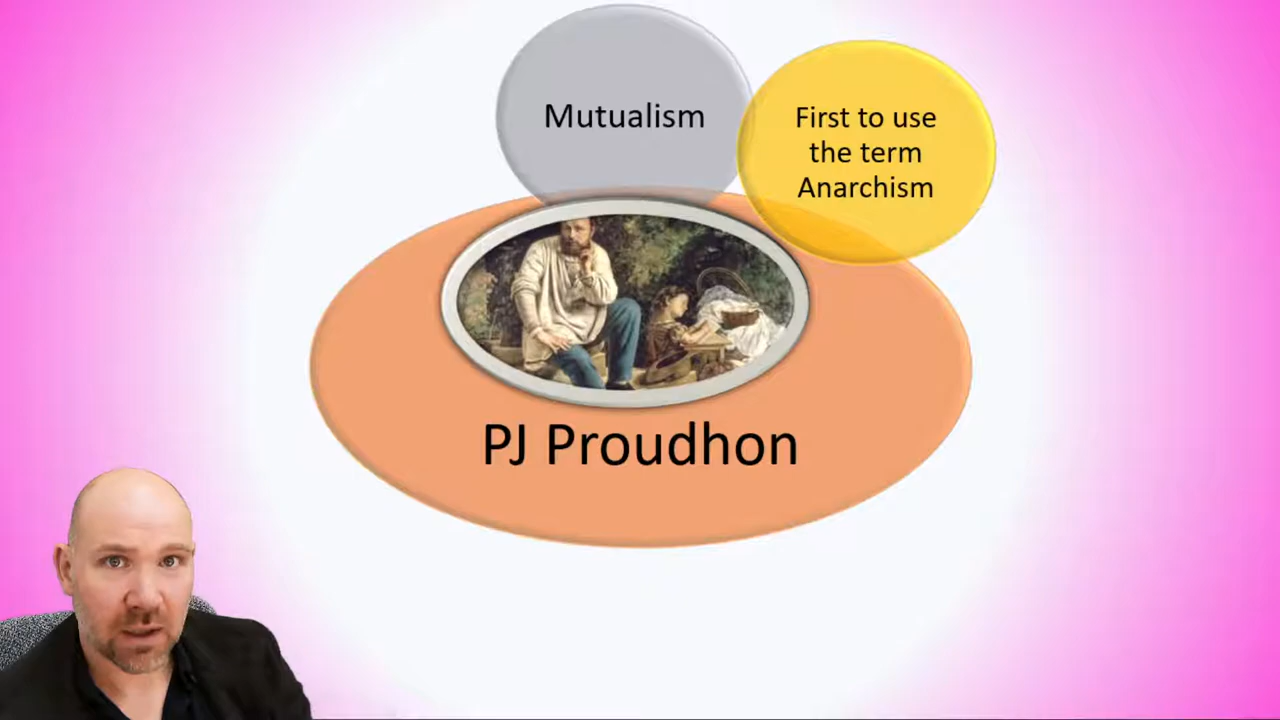 Mutualism
First to use
the term
Anarchism
PJ Proudhon